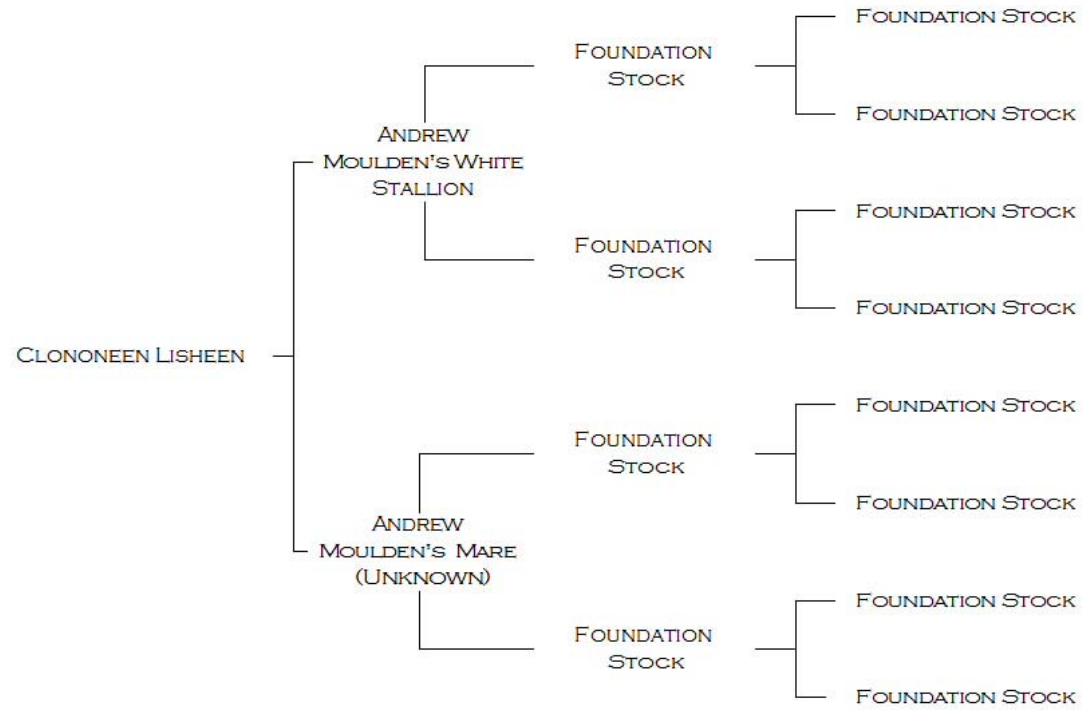 Foundation Stock
Foundation
Stock
Foundation Stock
Andrew
Moulden's White
Stallion
Foundation Stock
Foundation
Stock
Foundation Stock
Clononeen Lisheen
Foundation Stock
Foundation
Stock
Foundation Stock
Andrew
Moulden's Mare
(Unknown)
Foundation Stock
Foundation
Stock
Foundation Stock